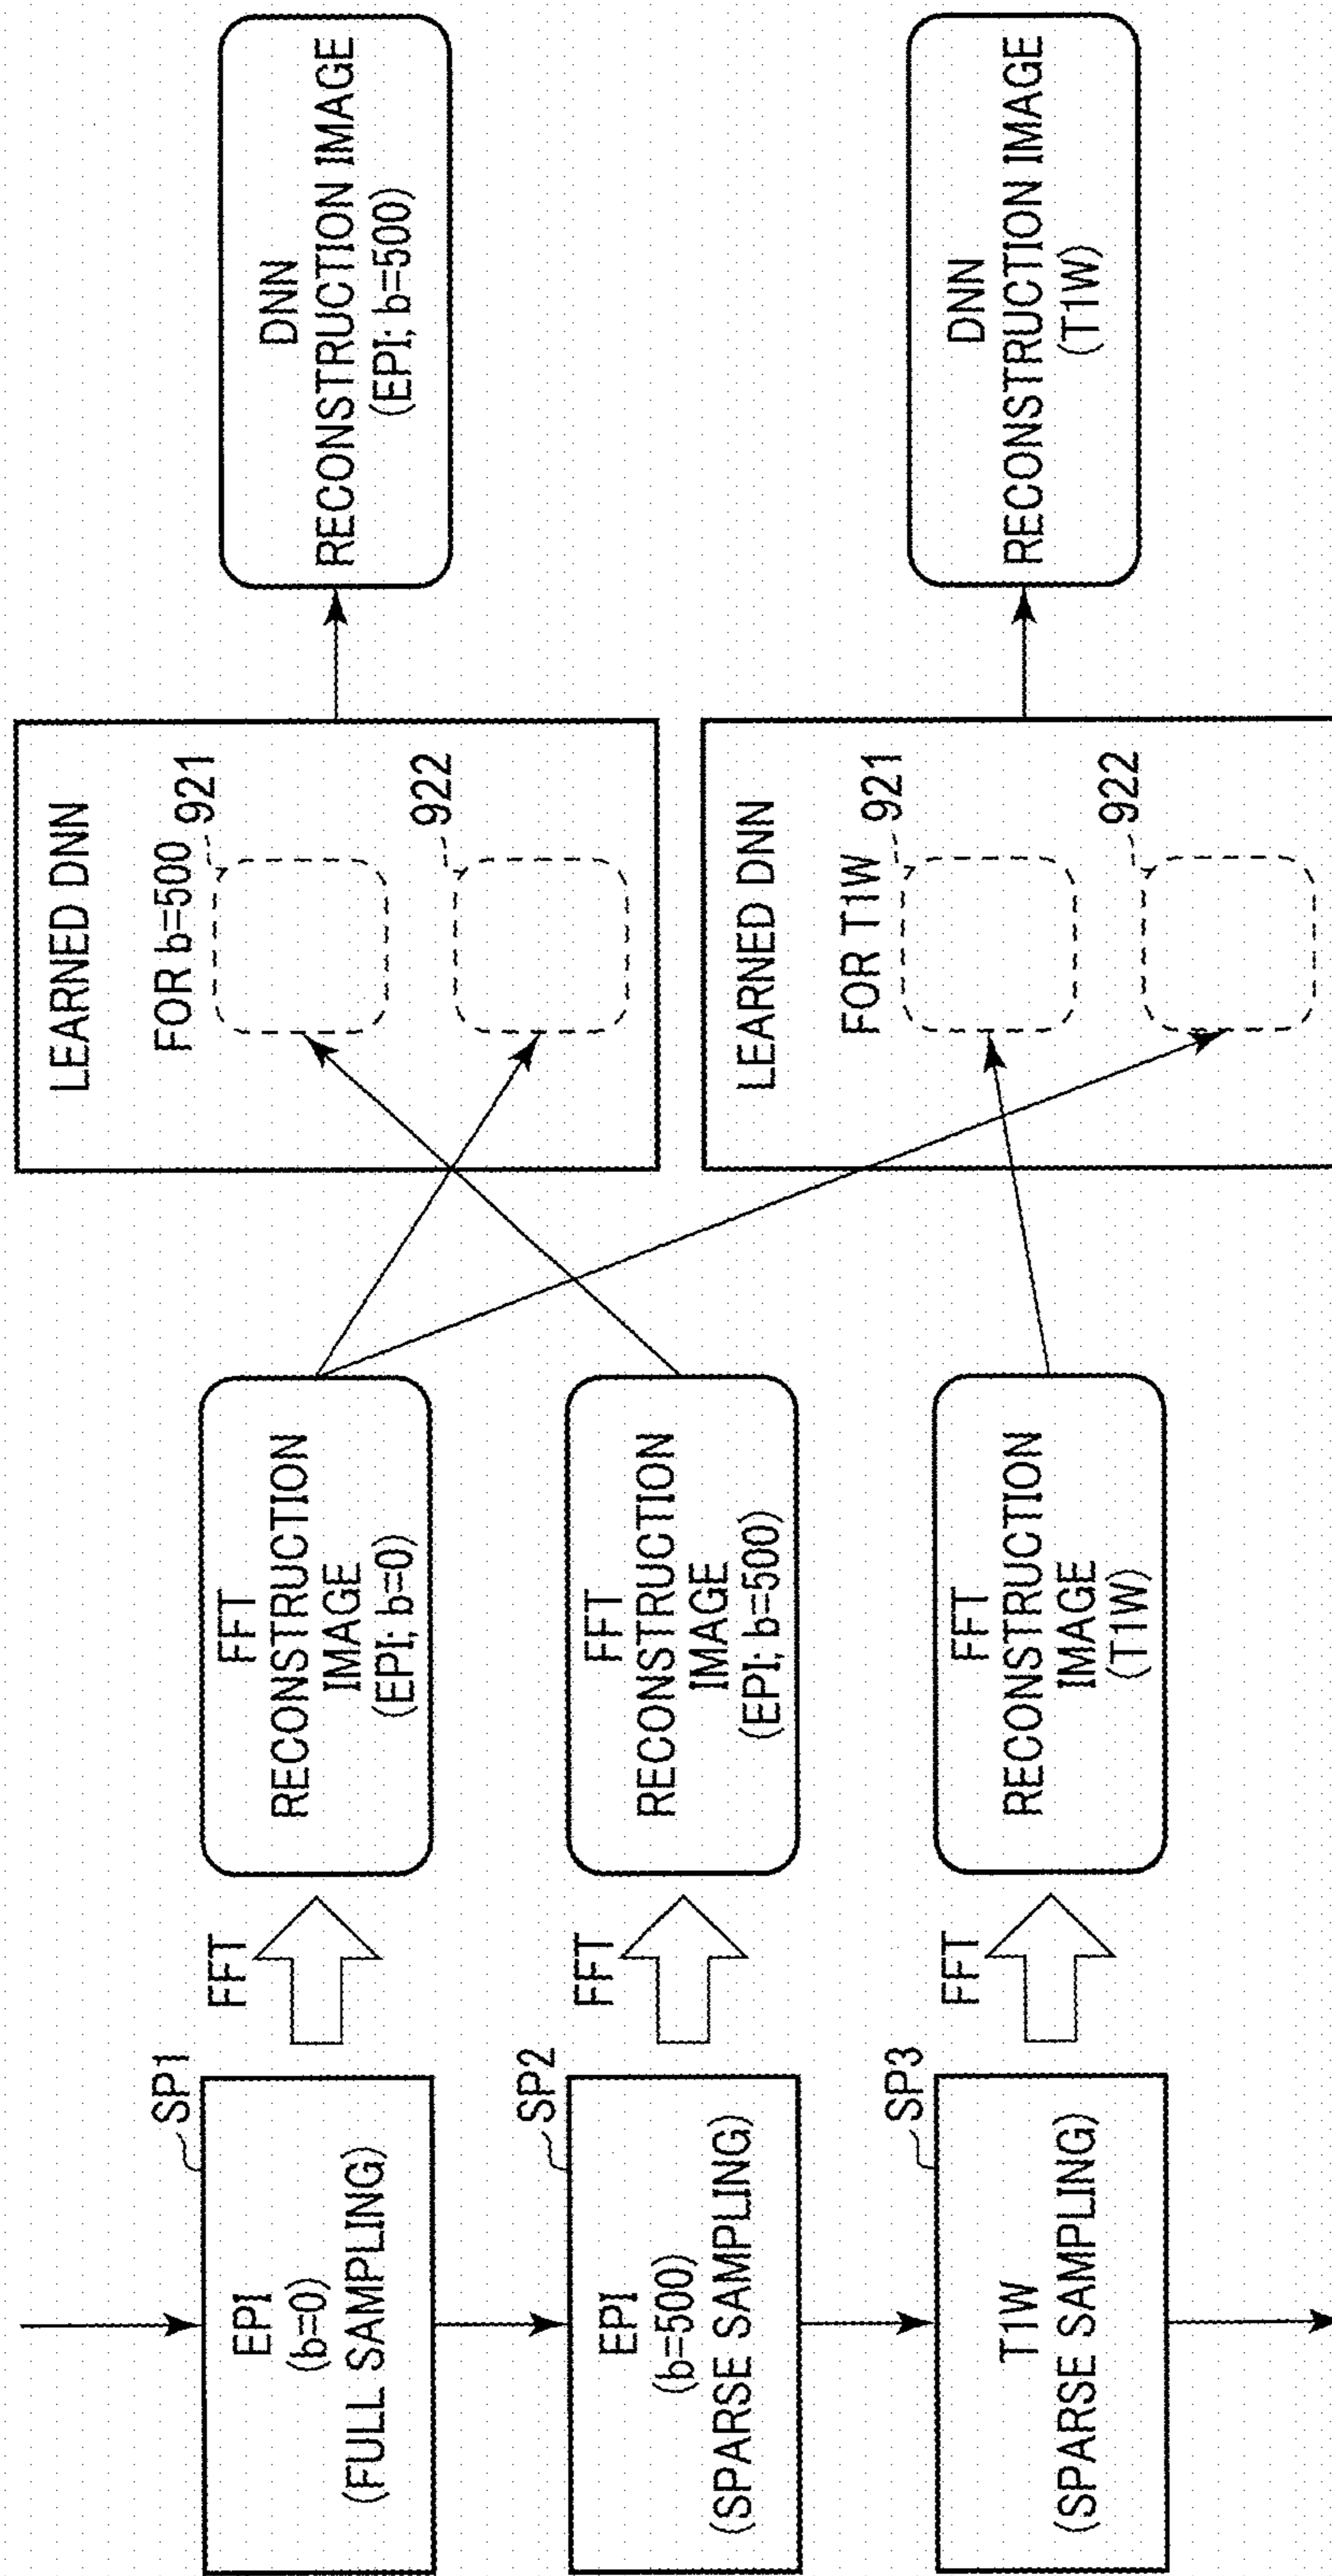 SP1
EPI
(b=0)
(FULL SAMPLING)
FFT
FFT
RECONSTRUCTION
IMAGE
(EPI; b=0)
SP2
EPI
(b=500)
(SPARSE SAMPLING)
FFT
FFT
RECONSTRUCTION
IMAGE
(EPI; b=500)
SP3
T1W
(SPARSE SAMPLING)
FFT
FFT
RECONSTRUCTION
IMAGE
(T1W)
LEARNED DNN
FOR b=500
921
922
DNN
RECONSTRUCTION IMAGE
(EPI; b=500)
LEARNED DNN
FOR T1W
921
922
DNN
RECONSTRUCTION IMAGE
(T1W)